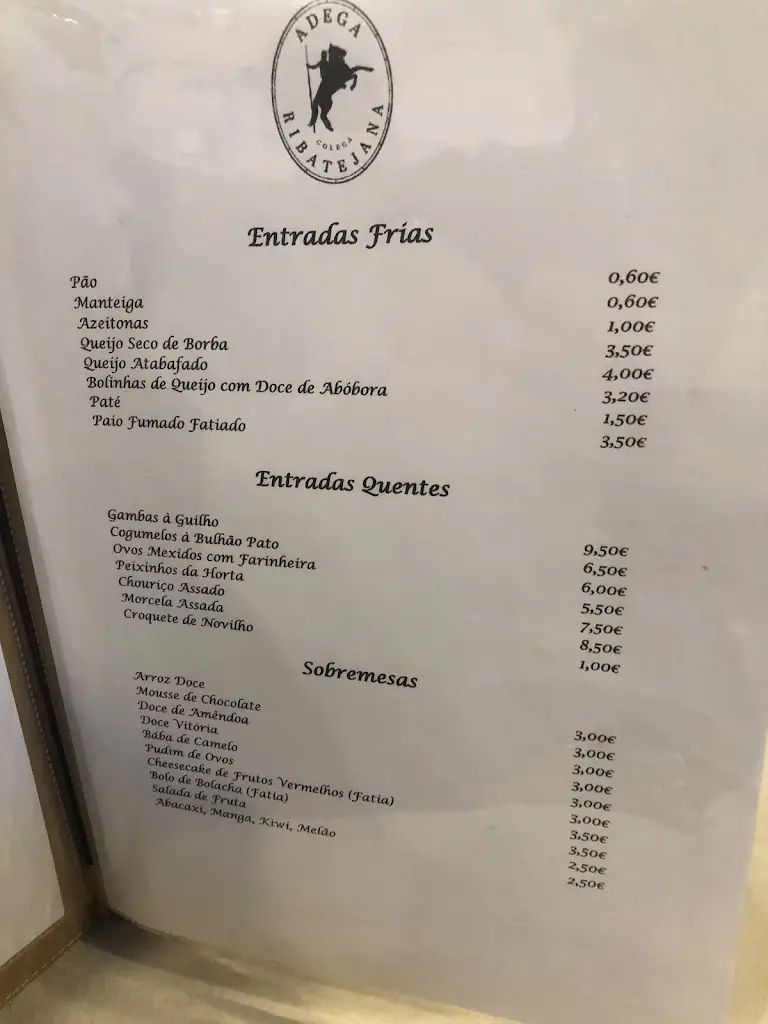 ADEGA
COLEGÃ
RIBATEJANA
Entradas Frias
Pão 0,60€
Manteiga 0,60€
Azeitonas 1,00€
Queijo Seco de Borba 3,50€
Queijo Atabafado 4,00€
Bolinhas de Queijo com Doce de Abóbora 3,20€
Paté 1,50€
Paio Fumado Fatiado 3,50€
Entradas Quentes
Gambas à Guilho 9,50€
Cogumelos à Bulhão Pato 6,50€
Ovos Mexidos com Farinheira 6,00€
Peixinhos da Horta 5,50€
Chouriço Assado 7,50€
Morcela Assada 8,50€
Croquete de Novilho 1,00€
Sobremesas
Arroz Doce 3,00€
Mousse de Chocolate 3,00€
Doce de Amêndoa 3,00€
Doce Vitória 3,00€
Bába de Camelo 3,00€
Pudim de Ovos 3,00€
Cheesecake de Frutos Vermelhos (Fatia) 3,50€
Bolo de Bolacha (Fatia) 3,50€
Salada de Fruta 2,50€
Abacaxi, Manga, Kiwi, Melão 2,50€